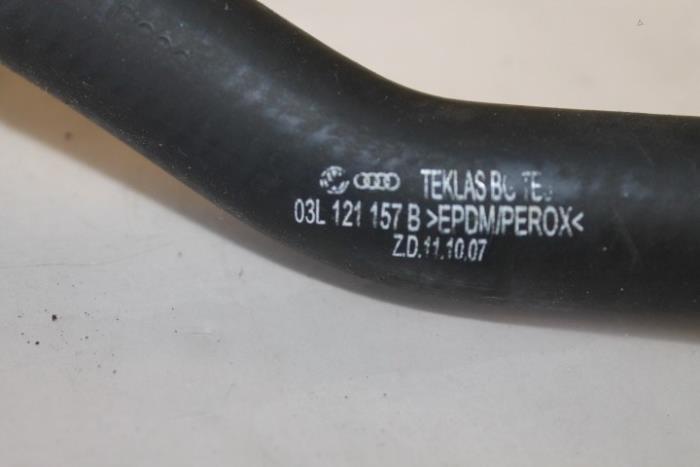 TEKLAS
03L 121 157 B >EPDM/PEROX<
Z.D.11.10.07